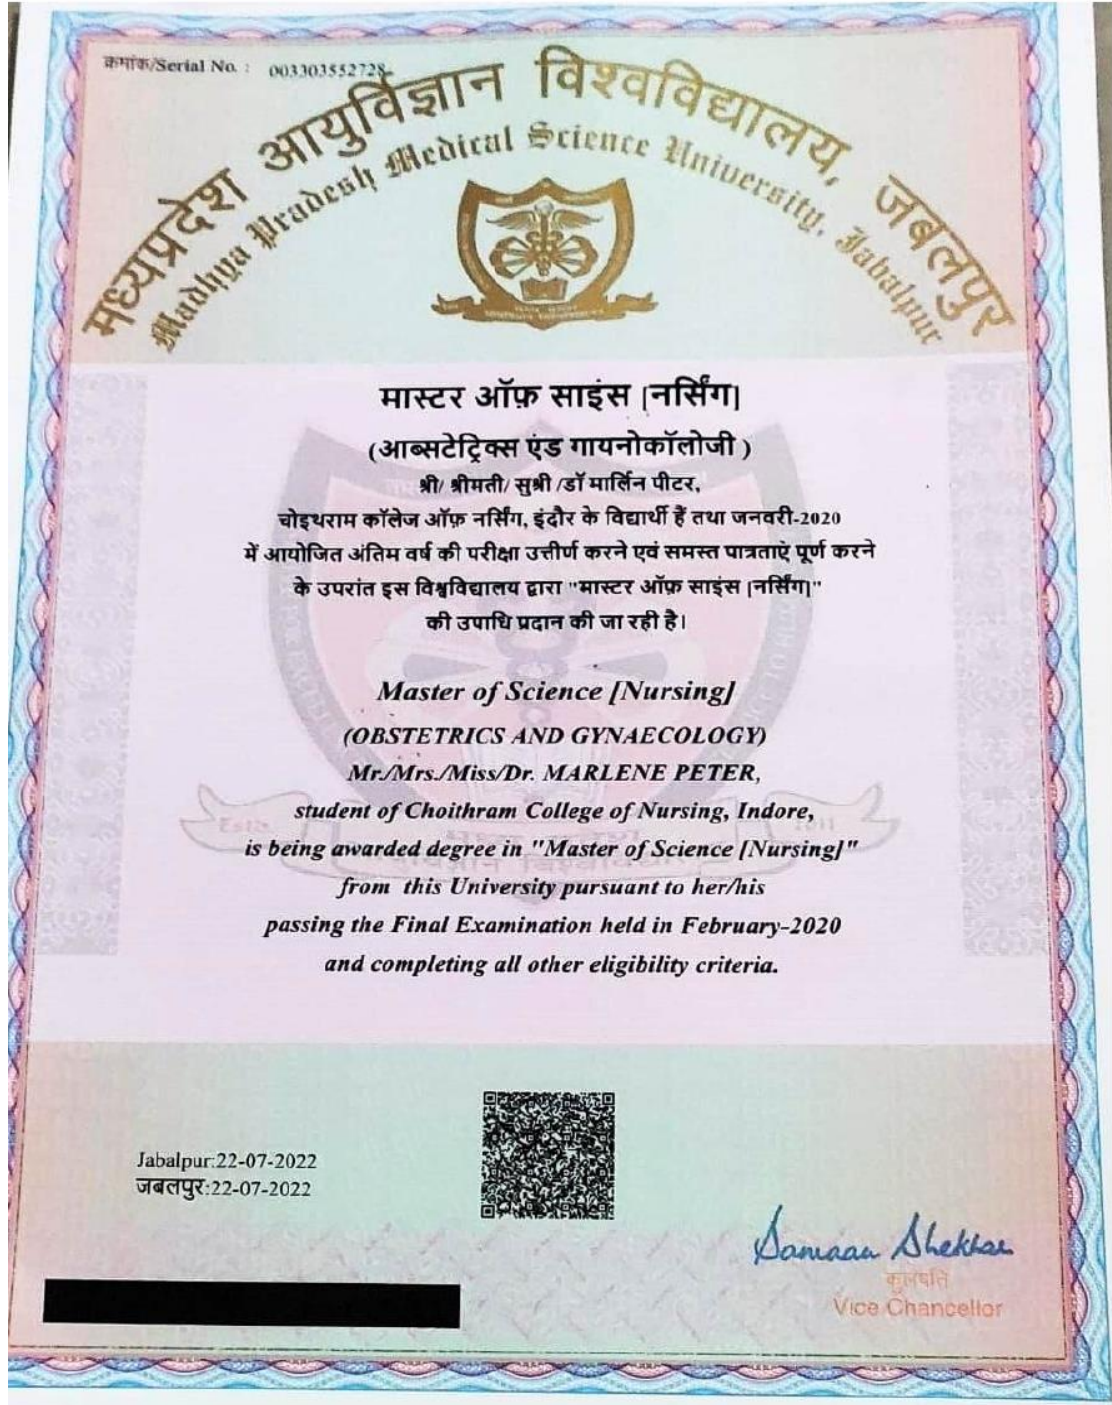 क्रमांक/Serial No. : 003303552728
मध्यप्रदेश आयुर्विज्ञान विश्वविद्यालय, जबलपुर
Madhya Pradesh Medical Science University, Jabalpur
मास्टर ऑफ़ साइंस [नर्सिंग]
(आब्सटेट्रिक्स एंड गायनोकॉलोजी )
श्री/ श्रीमती/ सुश्री /डॉ मार्लिन पीटर,
चोइथराम कॉलेज ऑफ़ नर्सिंग, इंदौर के विद्यार्थी हैं तथा जनवरी-2020
में आयोजित अंतिम वर्ष की परीक्षा उत्तीर्ण करने एवं समस्त पात्रताएं पूर्ण करने
के उपरांत इस विश्वविद्यालय द्वारा "मास्टर ऑफ़ साइंस [नर्सिंग]"
की उपाधि प्रदान की जा रही है।
Master of Science [Nursing]
(OBSTETRICS AND GYNAECOLOGY)
Mr./Mrs./Miss/Dr. MARLENE PETER,
student of Choithram College of Nursing, Indore,
is being awarded degree in "Master of Science [Nursing]"
from this University pursuant to her/his
passing the Final Examination held in February-2020
and completing all other eligibility criteria.
Jabalpur:22-07-2022
जबलपुर:22-07-2022
कुलपति
Vice Chancellor